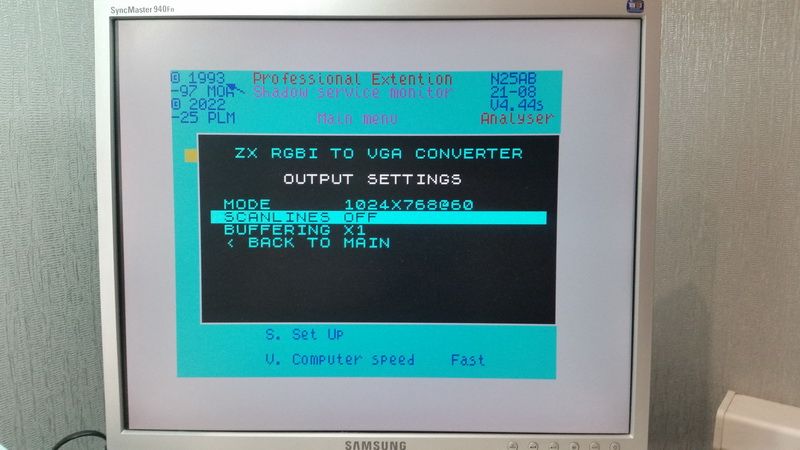 SyncMaster 940Fn
© 1993 Professional Extention N25AB
-97 MOA Shadow service monitor 21-08
© 2022 V4.44s
-25 PLM Main menu Analyser
ZX RGBI TO VGA CONVERTER
OUTPUT SETTINGS
MODE 1024X768@60
SCANLINES OFF
BUFFERING X1
< BACK TO MAIN
S. Set Up
V. Computer speed Fast
SAMSUNG